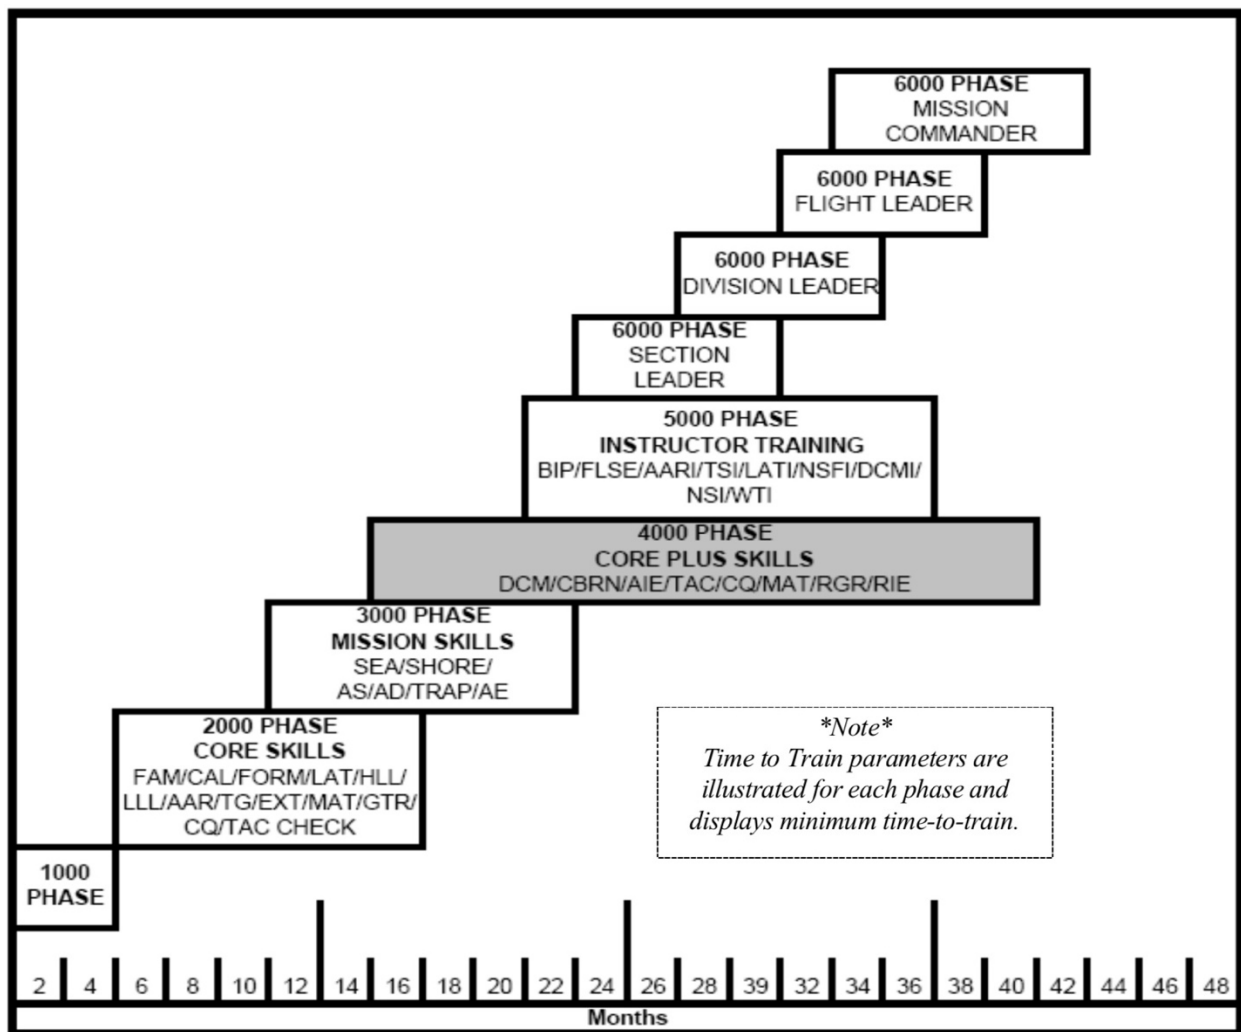 6000 PHASE
MISSION
COMMANDER
6000 PHASE
FLIGHT LEADER
6000 PHASE
DIVISION LEADER
6000 PHASE
SECTION
LEADER
5000 PHASE
INSTRUCTOR TRAINING
BIP/FLSE/AARI/TSI/LATI/NSFI/DCMI/
NSI/WTI
4000 PHASE
CORE PLUS SKILLS
DCM/CBRN/AIE/TAC/CQ/MAT/RGR/RIE
3000 PHASE
MISSION SKILLS
SEA/SHORE/
AS/AD/TRAP/AE
2000 PHASE
CORE SKILLS
FAM/CAL/FORM/LAT/HLL/
LLL/AAR/TG/EXT/MAT/GTR/
CQ/TAC CHECK
*Note*
Time to Train parameters are
illustrated for each phase and
displays minimum time-to-train.
1000
PHASE
2 4 6 8 10 12 14 16 18 20 22 24 26 28 39 32 34 36 38 40 42 44 46 48
Months